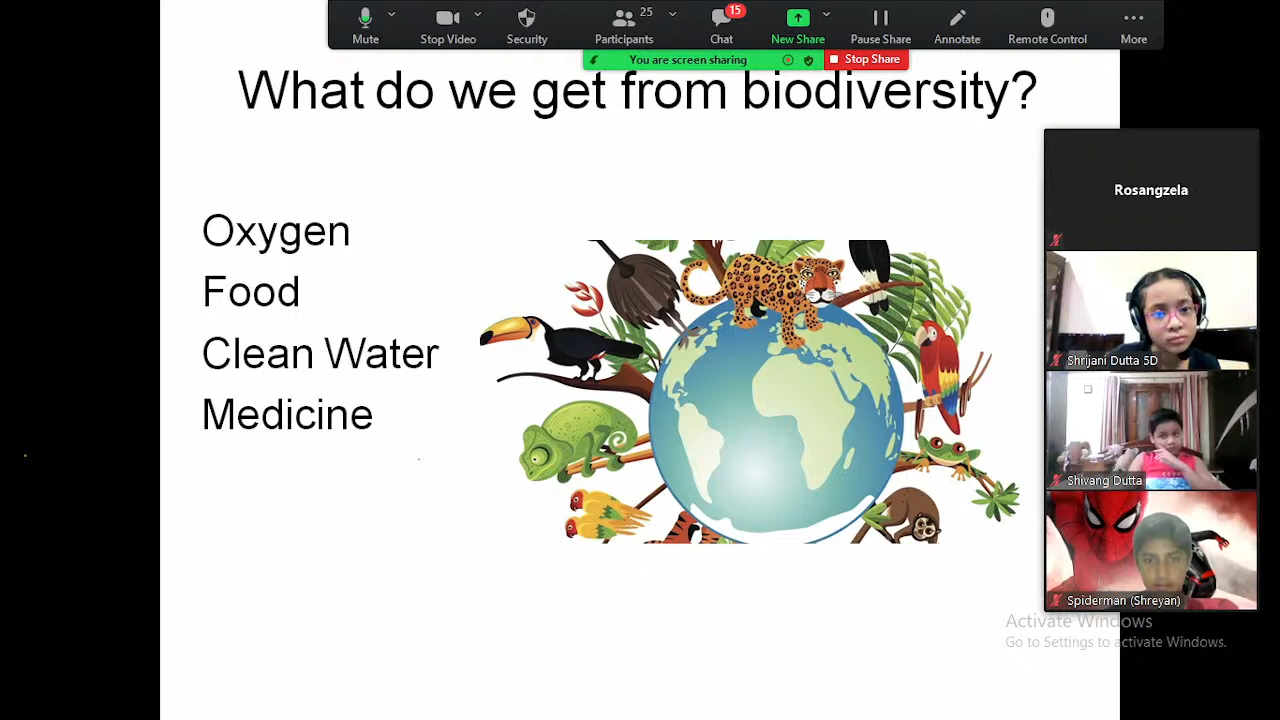 25
15
Mute
Stop Video
Security
Participants
Chat
New Share
Pause Share
Annotate
Remote Control
More
You are screen sharing
Stop Share
What do we get from biodiversity?
Oxygen
Food
Clean Water
Medicine
Rosangzela
Shrijani Dutta 5D
Shivang Dutta
Spiderman (Shreyan)
Activate Windows
Go to Settings to activate Windows.